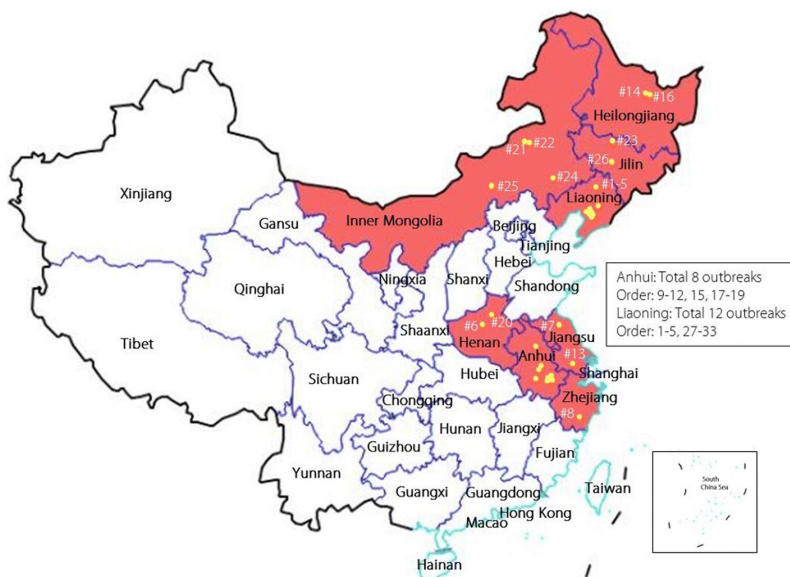 #14
#16
Heilongjiang
#23
#22
#21
#26
Jilin
Xinjiang
#24
#25
#1-5
Liaoning
Gansu
Inner Mongolia
Beijing
Tianjing
Hebei
Ningxia
Shanxi
Qinghai
Shandong
Anhui: Total 8 outbreaks
Order: 9-12, 15, 17-19
Liaoning: Total 12 outbreaks
Order: 1-5, 27-33
#6
#20
#7
Shaanxi
Henan
Jiangsu
Tibet
Anhui
#13
Hubei
Shanghai
Sichuan
Chongqing
Zhejiang
#8
Hunan
Jiangxi
Guizhou
Fujian
Yunnan
Guangxi
Guangdong
Taiwan
Hong Kong
Macao
Hainan
South
China Sea